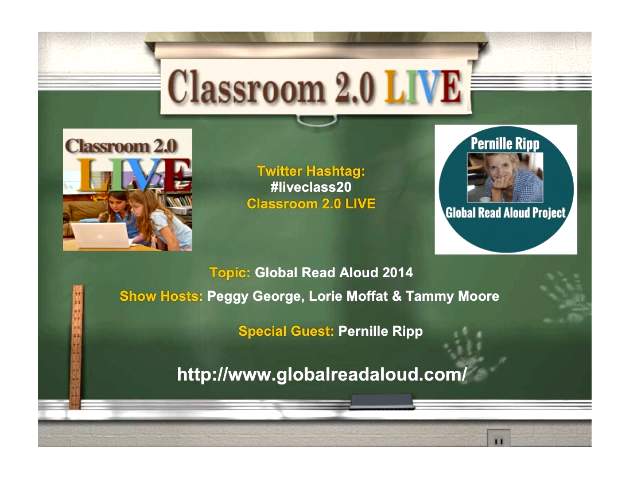 Classroom 2.0 LIVE
Classroom 2.0
LIVE
Twitter Hashtag:
#liveclass20
Classroom 2.0 LIVE
Pernille Ripp
Global Read Aloud Project
Topic: Global Read Aloud 2014
Show Hosts: Peggy George, Lorie Moffat & Tammy Moore
Special Guest: Pernille Ripp
http://www.globalreadaloud.com/